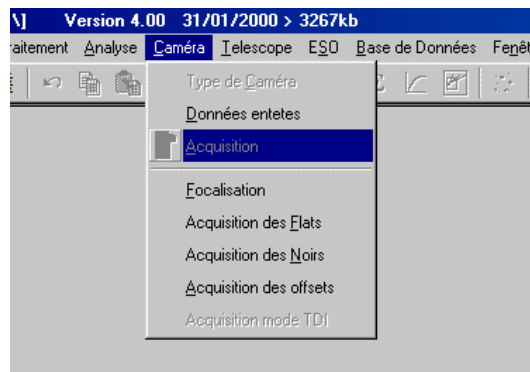 \] Version 4.00 31/01/2000 > 3267kb
raitement Analyse Caméra Telescope ESO Base de Données Fenêt
Type de Caméra
Données entetes
Acquisition
Focalisation
Acquisition des Flats
Acquisition des Noirs
Acquisition des offsets
Acquisition mode TDI